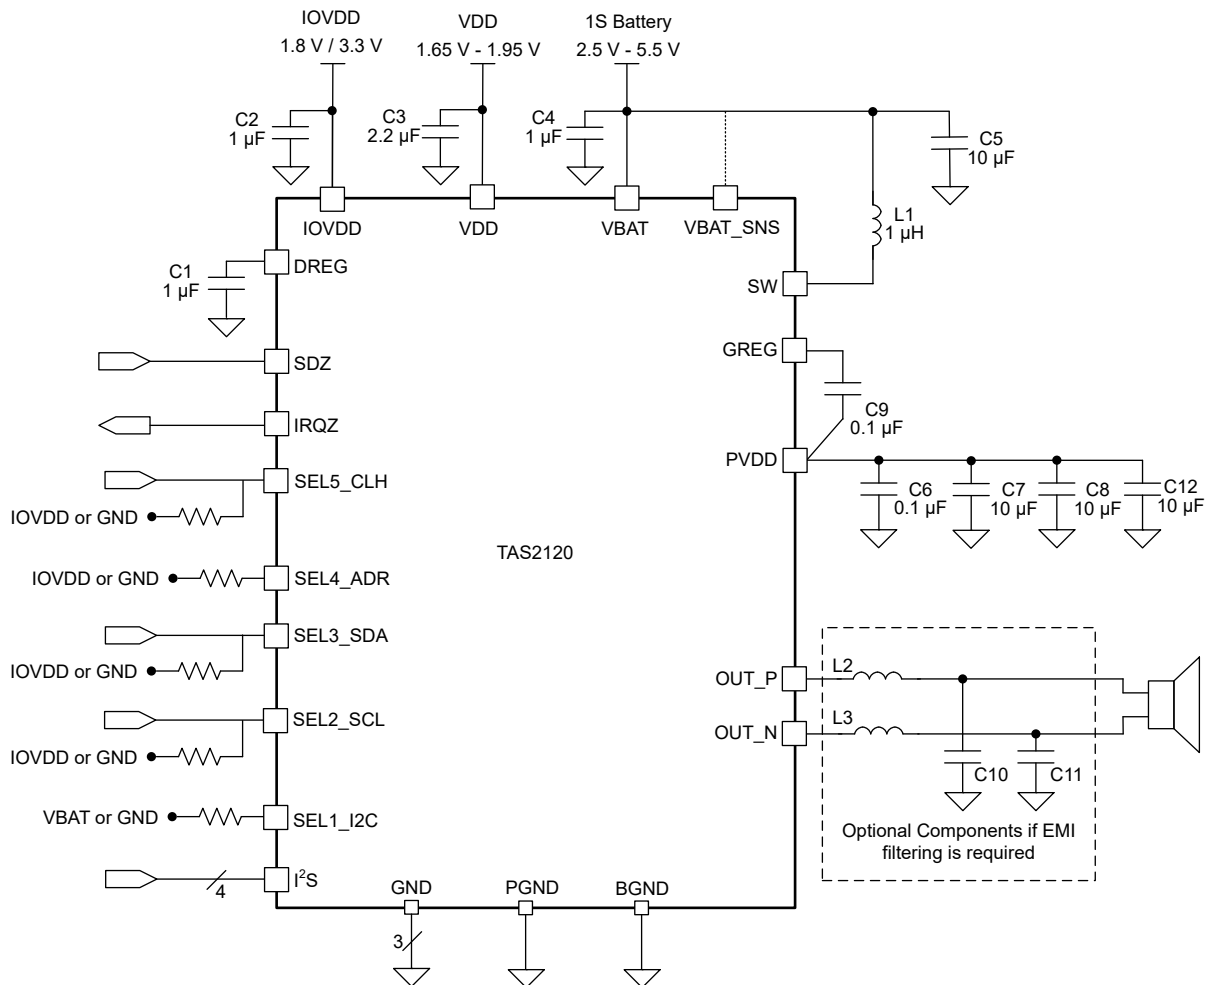 IOVDD
1.8 V / 3.3 V
VDD
1.65 V - 1.95 V
1S Battery
2.5 V - 5.5 V
C2
1 µF
C3
2.2 µF
C4
1 µF
C5
10 µF
L1
1 µH
IOVDD
VDD
VBAT
VBAT_SNS
C1
1 µF
DREG
SW
SDZ
GREG
C9
0.1 µF
IRQZ
PVDD
SEL5_CLH
IOVDD or GND
C6
0.1 µF
C7
10 µF
C8
10 µF
C12
10 µF
TAS2120
IOVDD or GND
SEL4_ADR
SEL3_SDA
IOVDD or GND
OUT_P
L2
SEL2_SCL
OUT_N
L3
IOVDD or GND
C10
C11
VBAT or GND
SEL1_I2C
Optional Components if EMI
filtering is required
4
I²S
GND
PGND
BGND
3